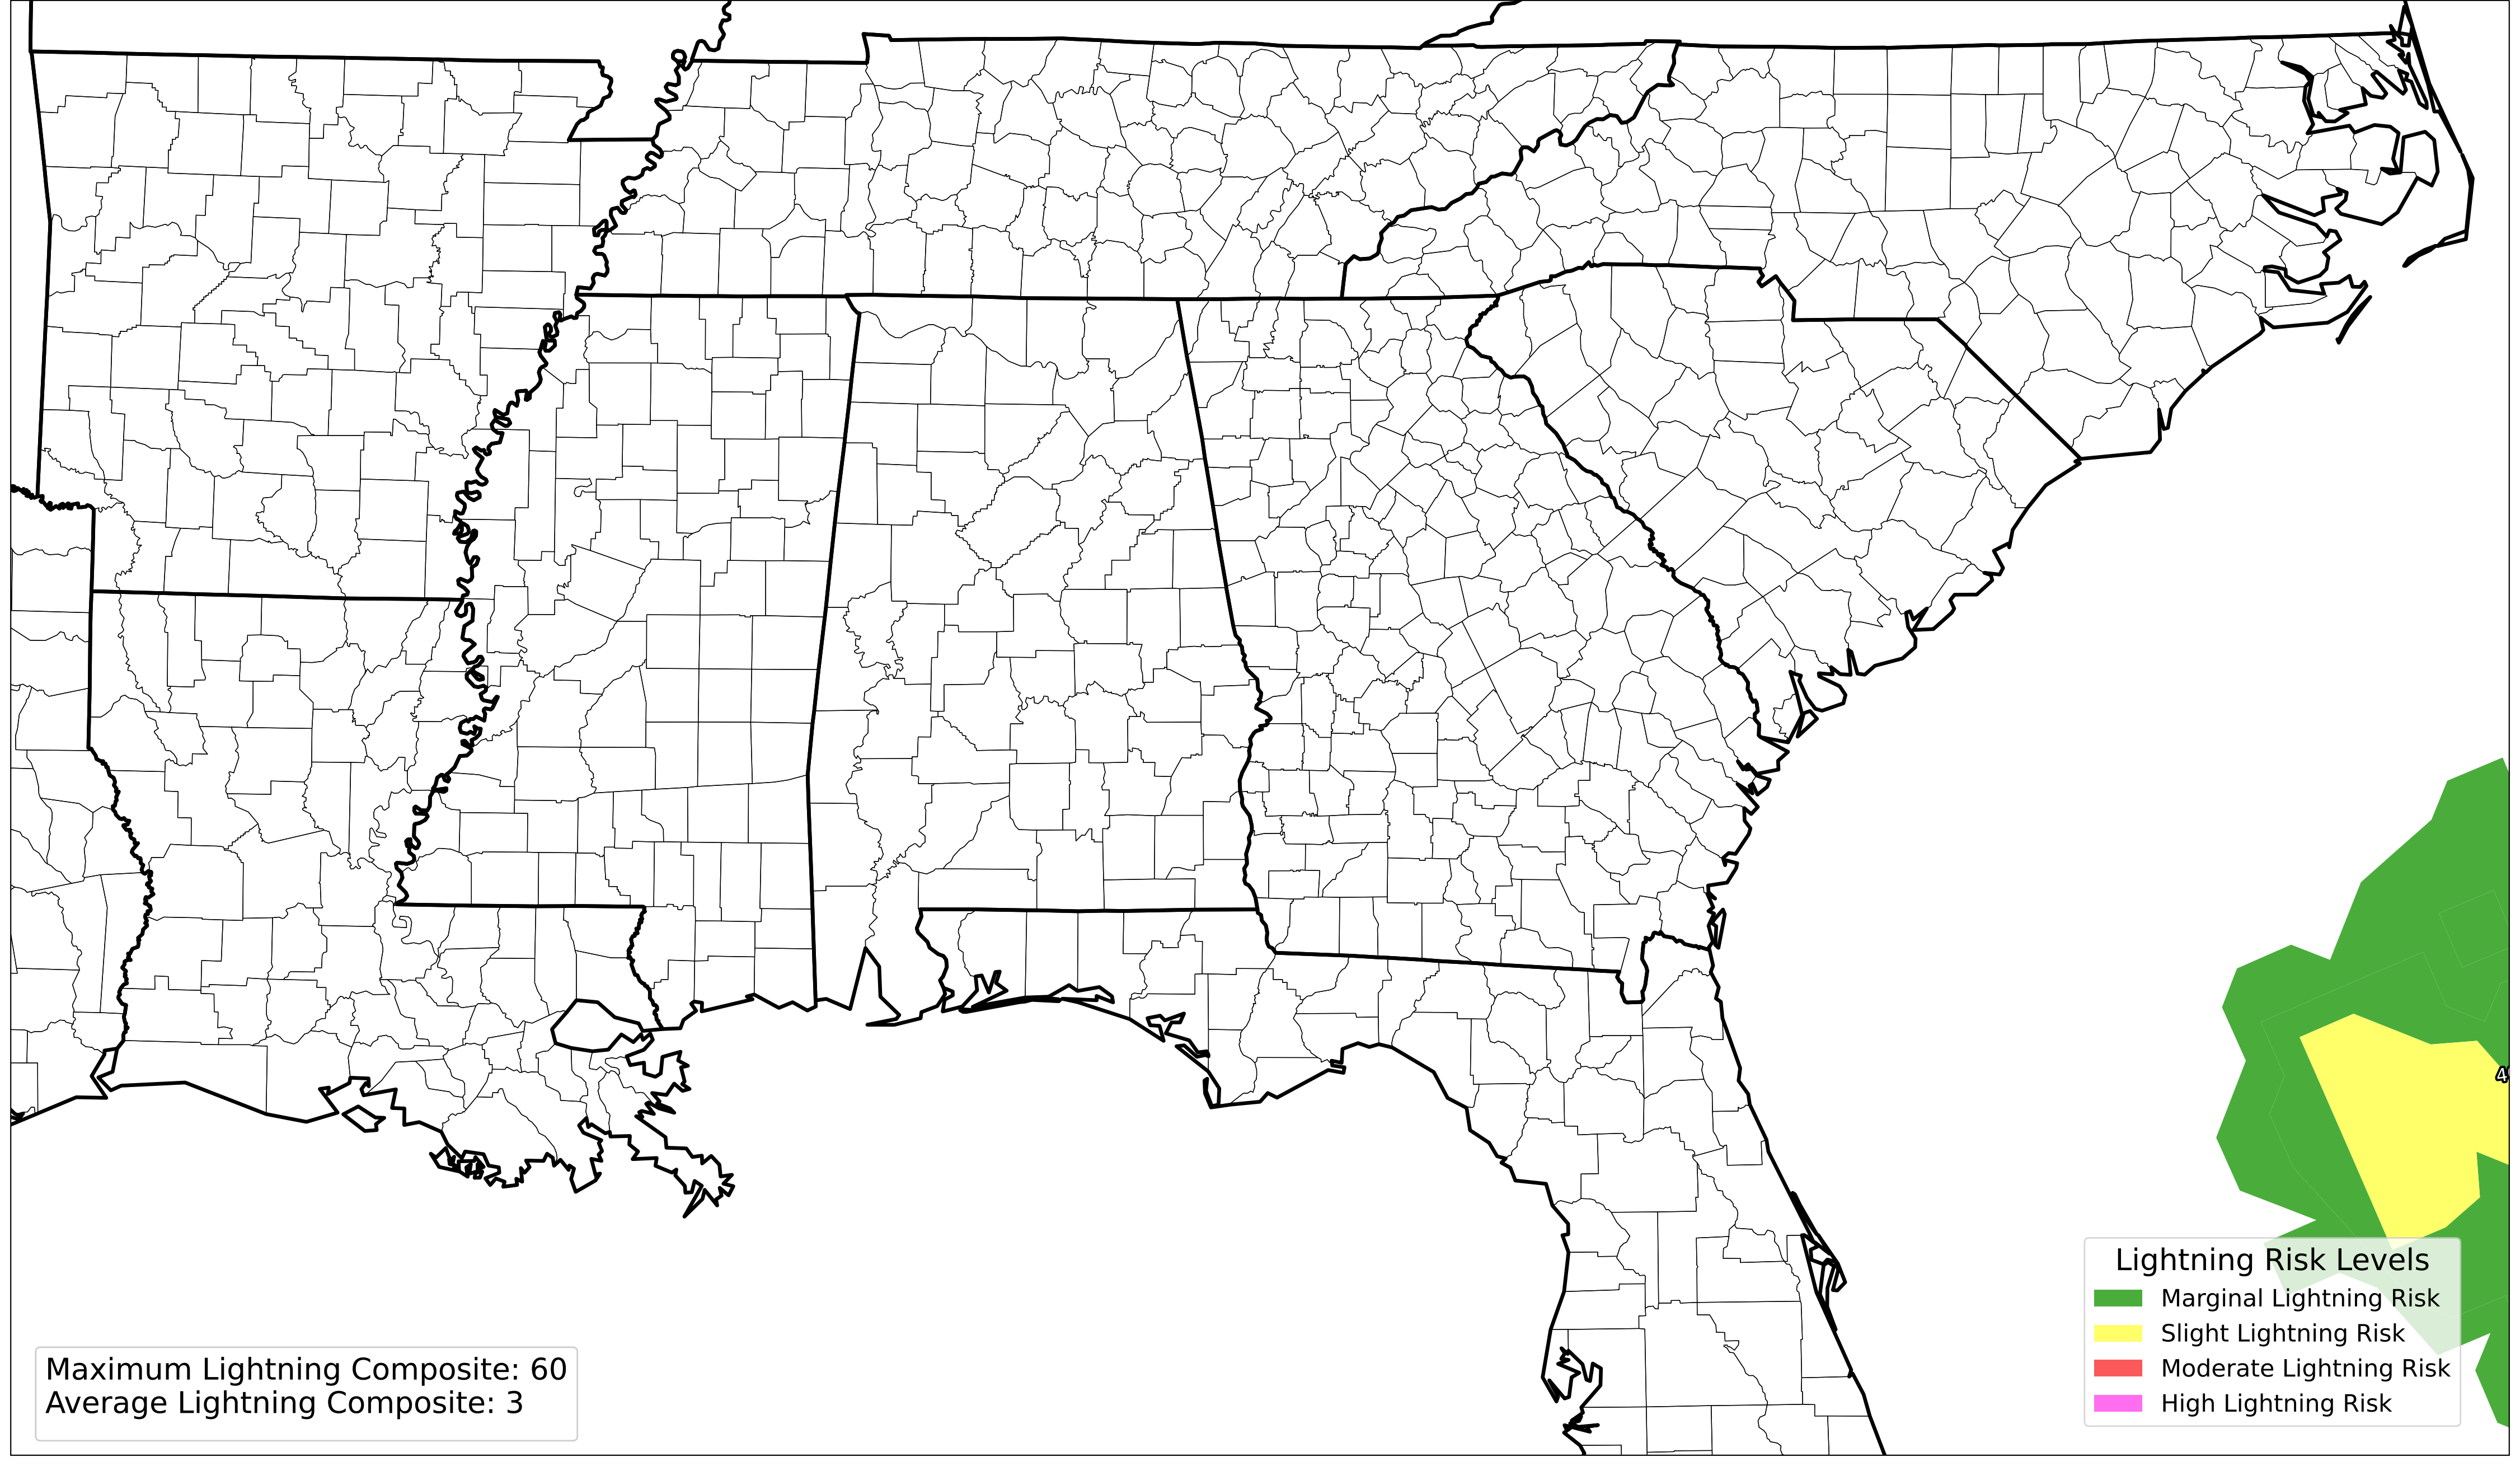 Lightning Risk Levels
Marginal Lightning Risk
Slight Lightning Risk
Moderate Lightning Risk
High Lightning Risk
Maximum Lightning Composite: 60
Average Lightning Composite: 3